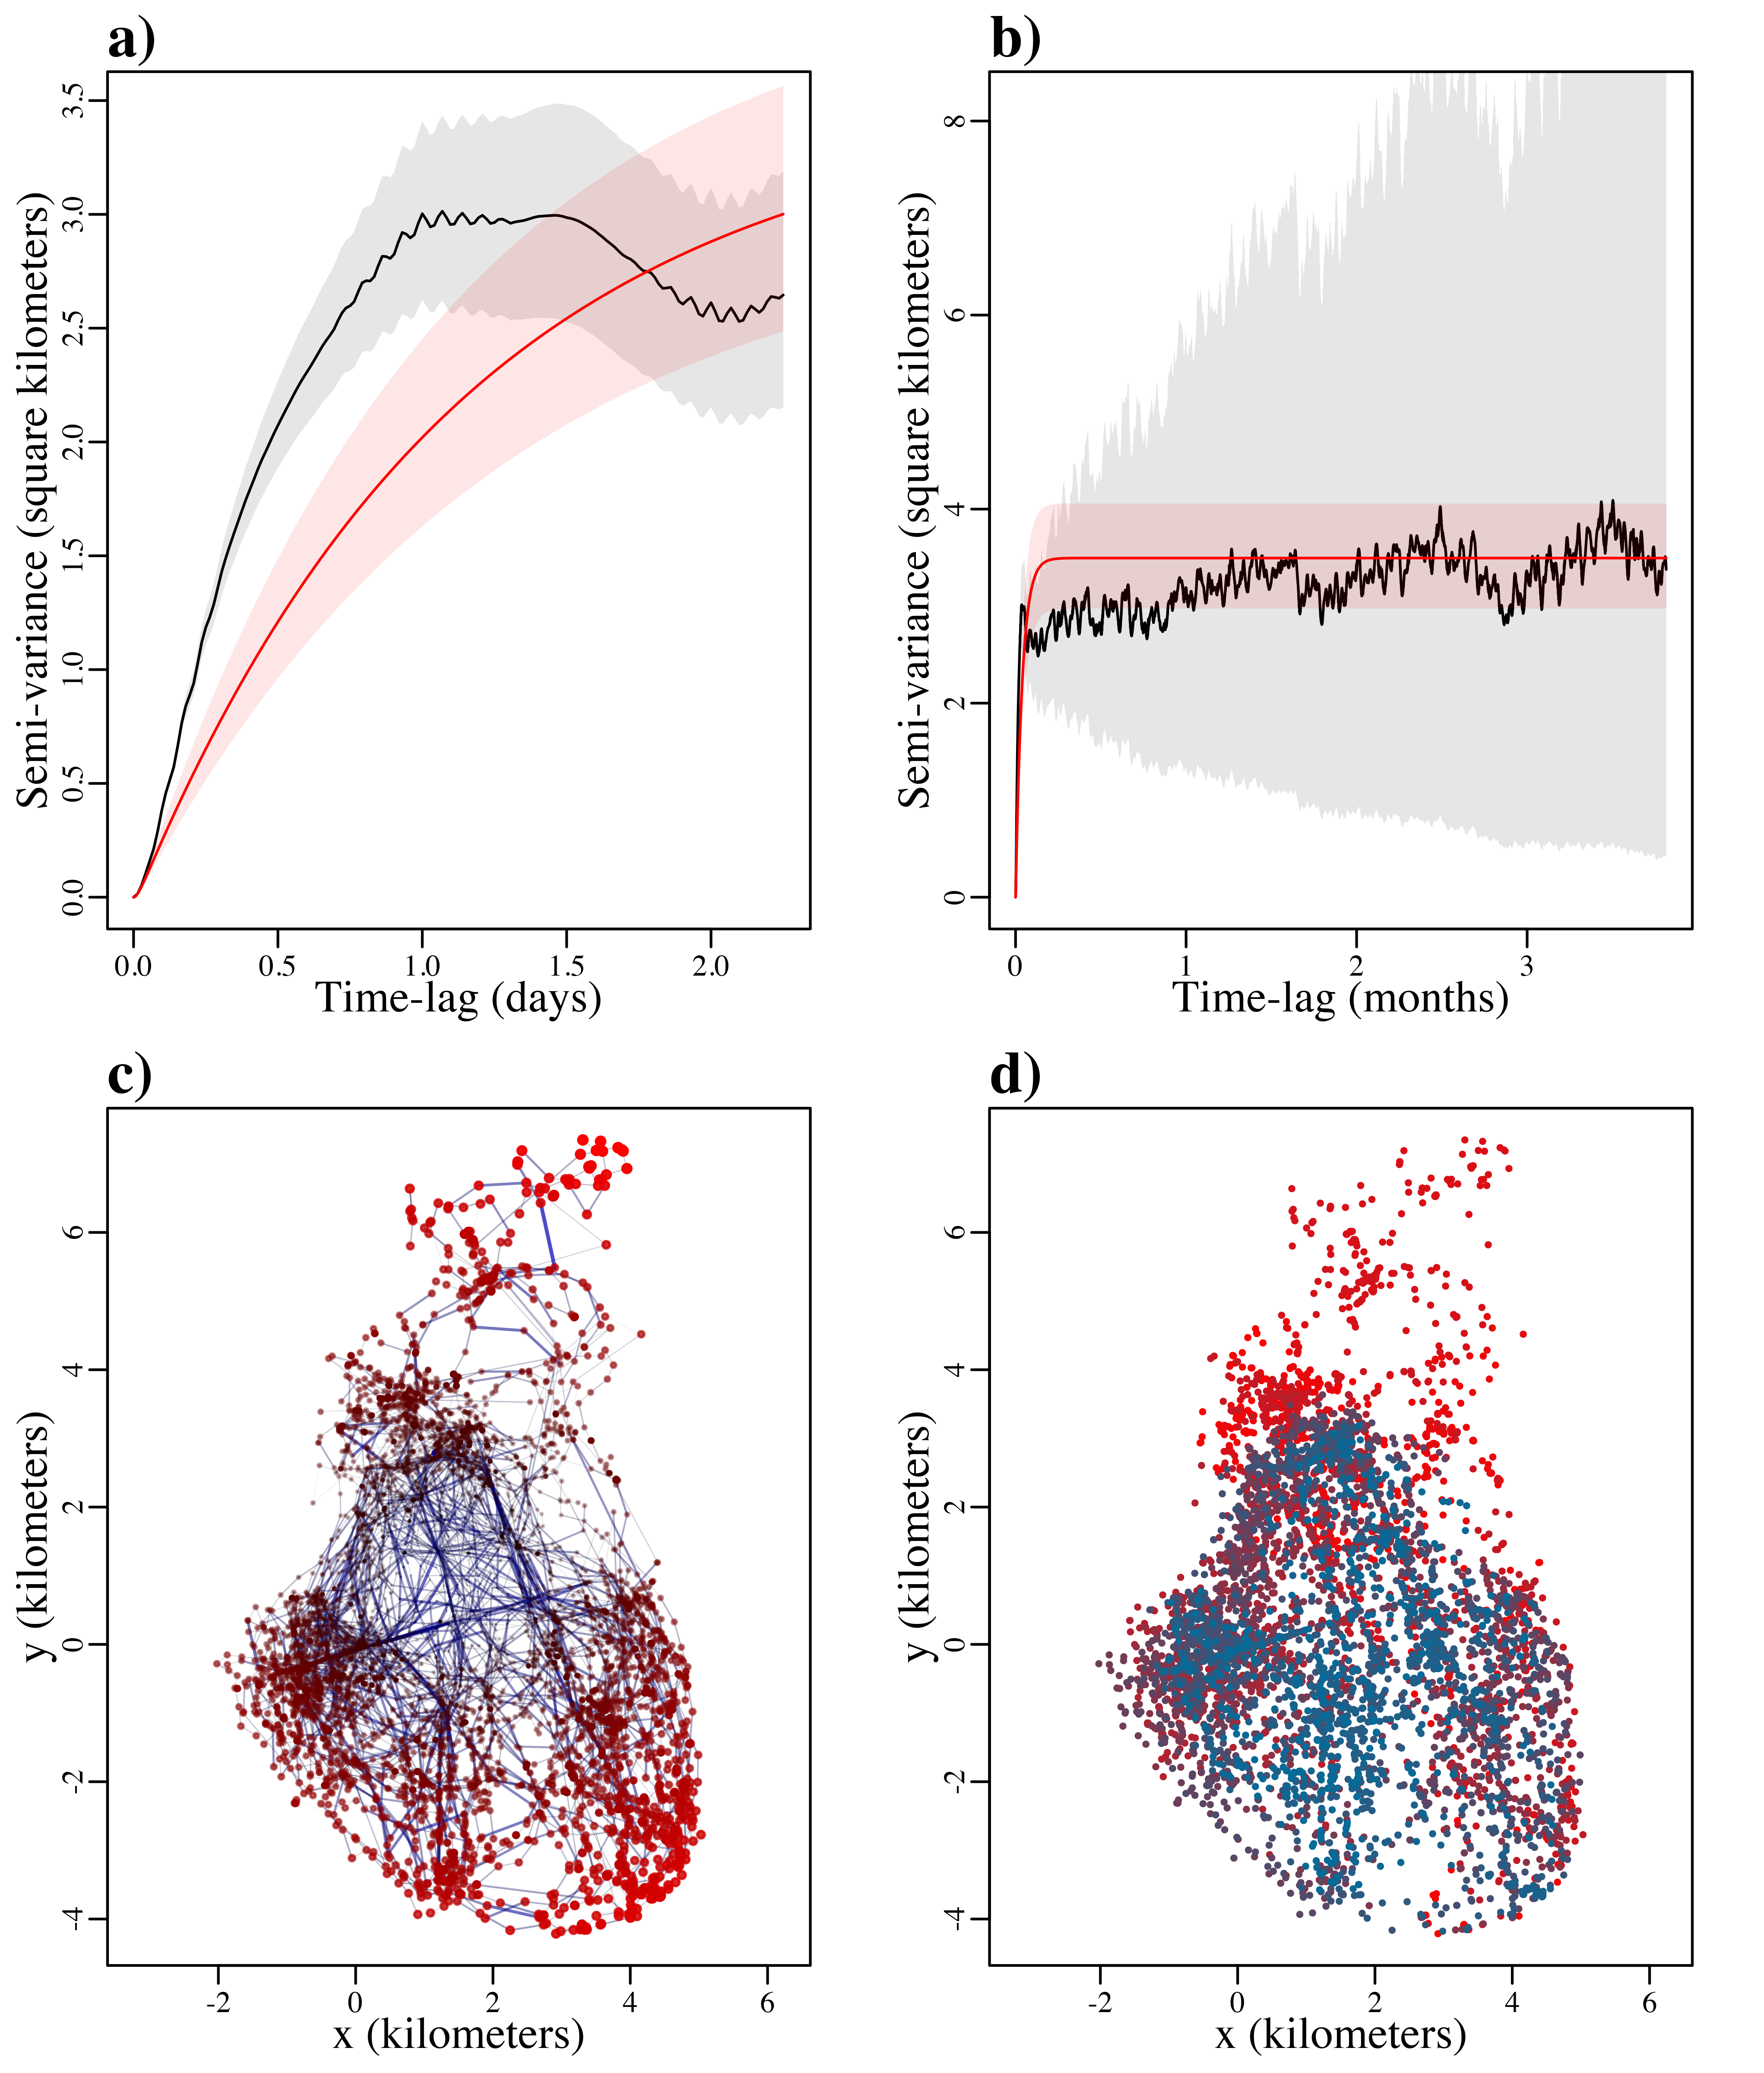 a)
Semi-variance (square kilometers)
3.5
3.0
2.5
2.0
1.5
1.0
0.5
0.0
0.0 0.5 1.0 1.5 2.0
Time-lag (days)
b)
Semi-variance (square kilometers)
8
6
4
2
0
0 1 2 3
Time-lag (months)
c)
y (kilometers)
6
4
2
0
-2
-4
-2 0 2 4 6
x (kilometers)
d)
y (kilometers)
6
4
2
0
-2
-4
-2 0 2 4 6
x (kilometers)